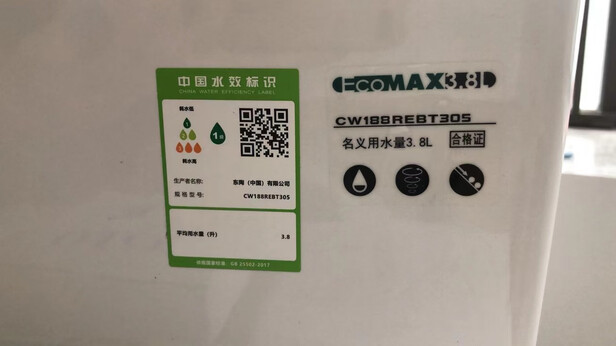 中国水效标识
CHINA WATER EFFICIENCY LABEL
耗水低
1
2
3
耗水高
1级
生产者名称：
东陶（中国）有限公司
规格型号：
CW188REBT305
平均用水量（升）
3.8
依据国家标准：GB 25502-2017
ECOMAX3.8L
CW188REBT305
名义用水量3.8L
合格证